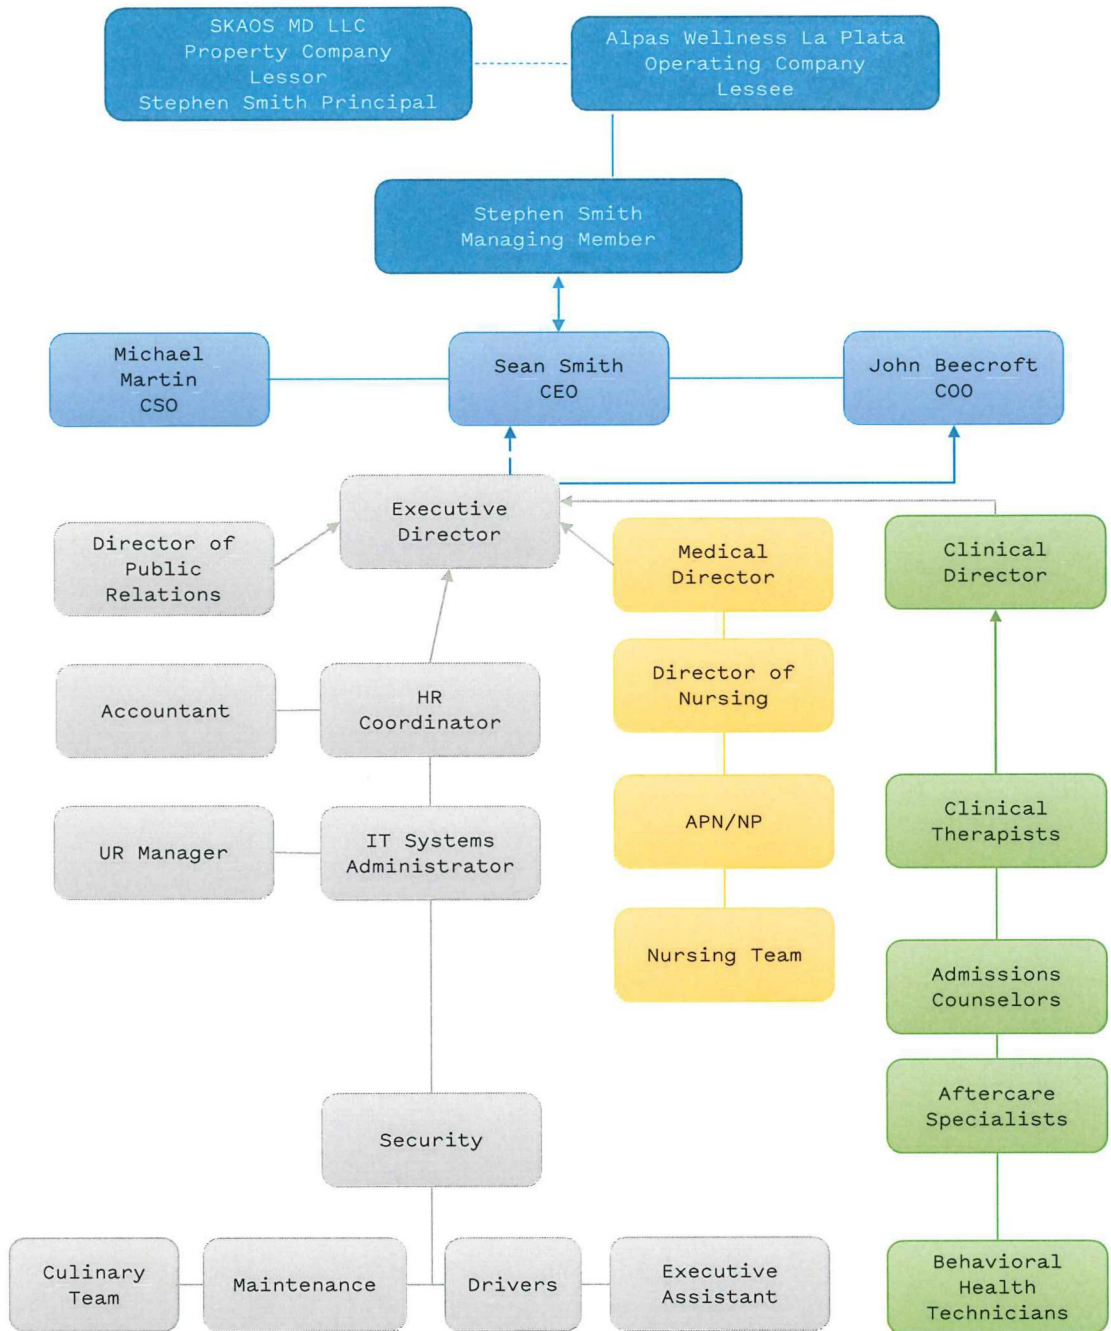 SKAOS MD LLC
Property Company
Lessor
Stephen Smith Principal
Alpas Wellness La Plata
Operating Company
Lessee
Stephen Smith
Managing Member
Michael
Martin
CSO
Sean Smith
CEO
John Beecroft
COO
Executive
Director
Director of
Public
Relations
Medical
Director
Clinical
Director
Accountant
HR
Coordinator
Director of
Nursing
UR Manager
IT Systems
Administrator
APN/NP
Clinical
Therapists
Nursing Team
Admissions
Counselors
Aftercare
Specialists
Security
Culinary
Team
Maintenance
Drivers
Executive
Assistant
Behavioral
Health
Technicians